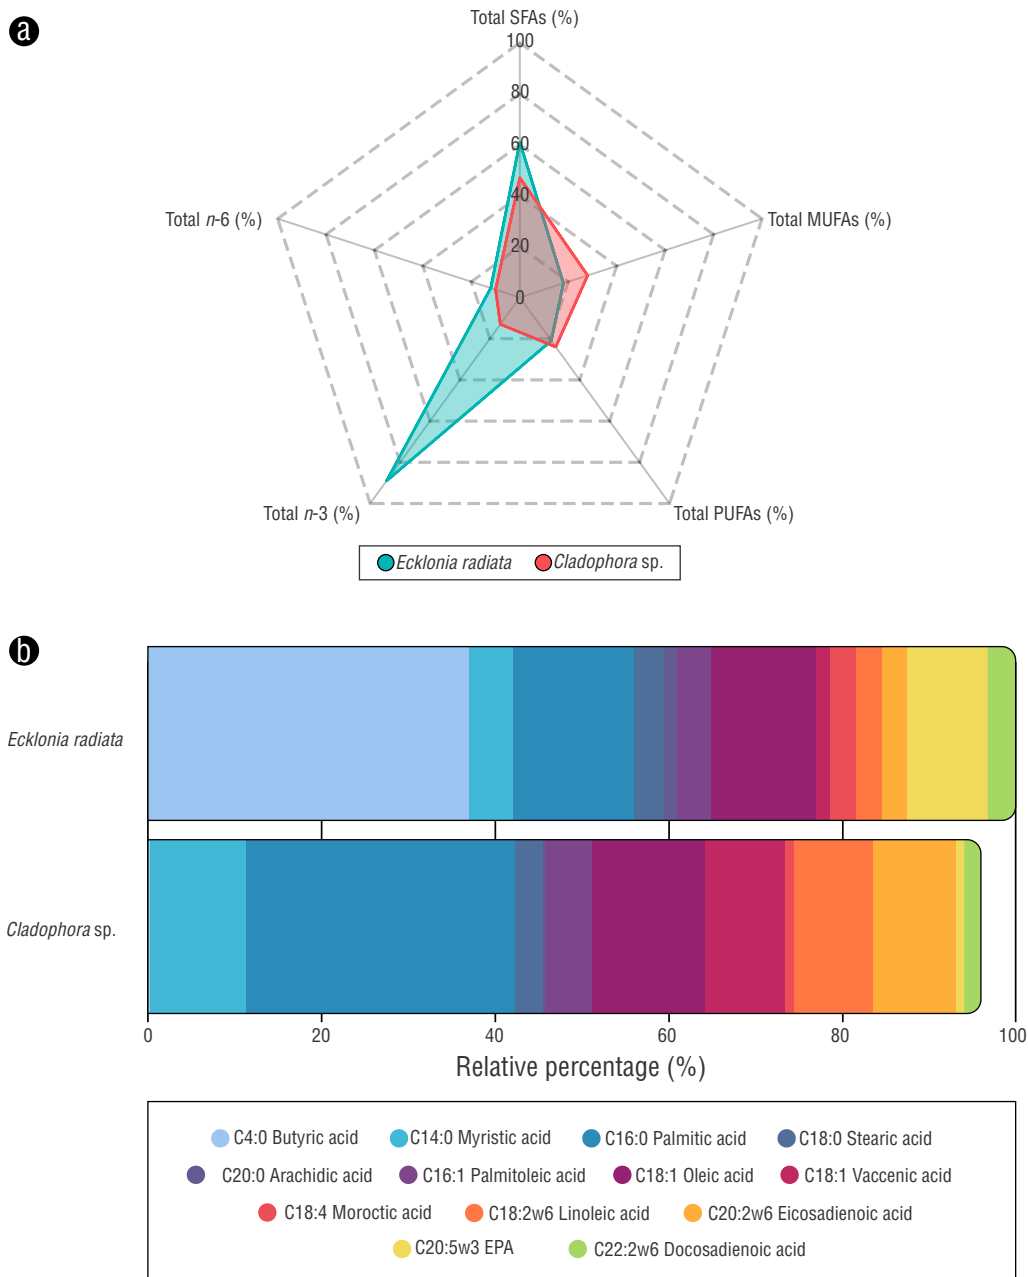 a
Total SFAs (%)
100
80
60
40
20
0
Total n-6 (%)
Total MUFAs (%)
Total n-3 (%)
Total PUFAs (%)
Ecklonia radiata Cladophora sp.
b
Ecklonia radiata
Cladophora sp.
0 20 40 60 80 100
Relative percentage (%)
C4:0 Butyric acid C14:0 Myristic acid C16:0 Palmitic acid C18:0 Stearic acid
C20:0 Arachidic acid C16:1 Palmitoleic acid C18:1 Oleic acid C18:1 Vaccenic acid
C18:4 Moroctic acid C18:2w6 Linoleic acid C20:2w6 Eicosadienoic acid
C20:5w3 EPA C22:2w6 Docosadienoic acid